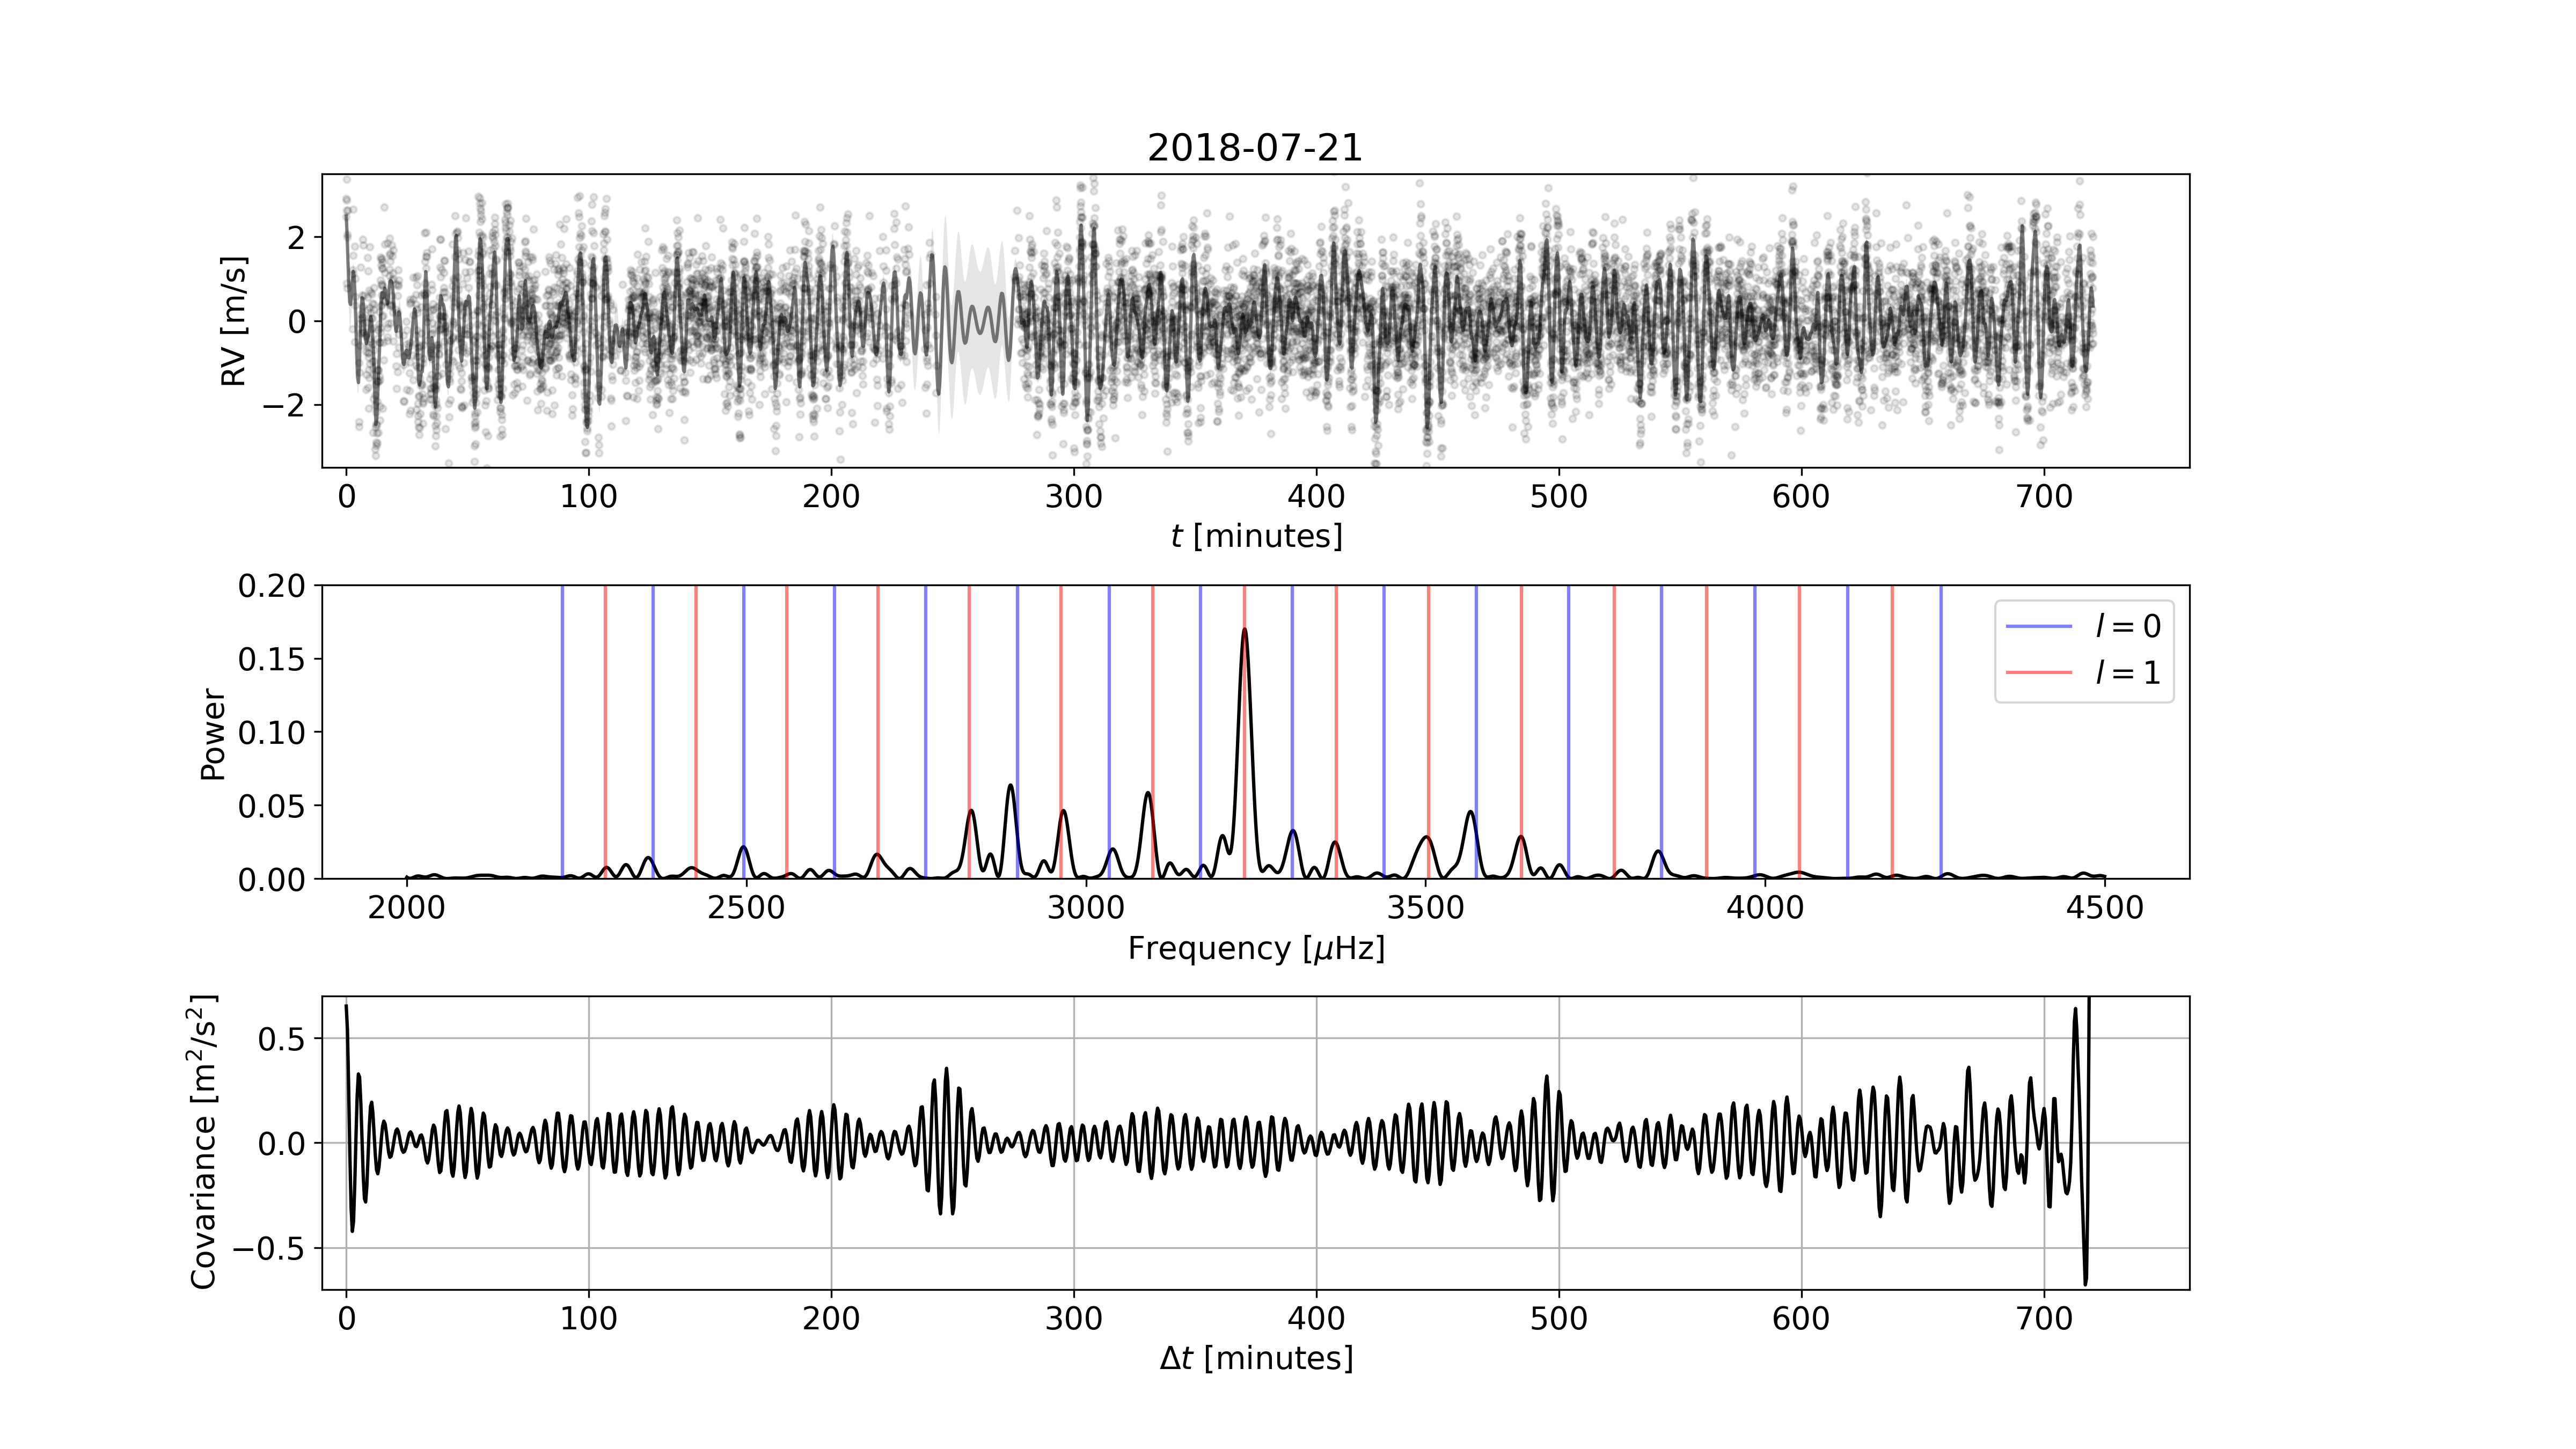 2018-07-21
RV [m/s]
2
0
−2
0 100 200 300 400 500 600 700
t [minutes]
Power
0.20
0.15
0.10
0.05
0.00
l = 0
l = 1
2000 2500 3000 3500 4000 4500
Frequency [μHz]
Covariance [m²/s²]
0.5
0.0
−0.5
0 100 200 300 400 500 600 700
Δt [minutes]